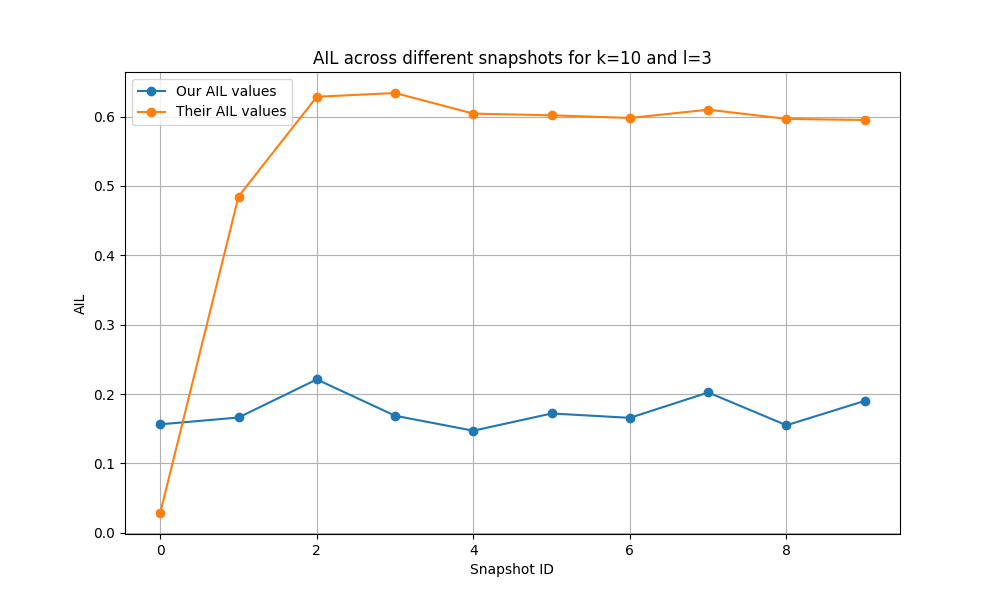 AIL across different snapshots for k=10 and l=3
Our AIL values
Their AIL values
0.6
0.5
0.4
0.3
0.2
0.1
0.0
AIL
0 2 4 6 8
Snapshot ID